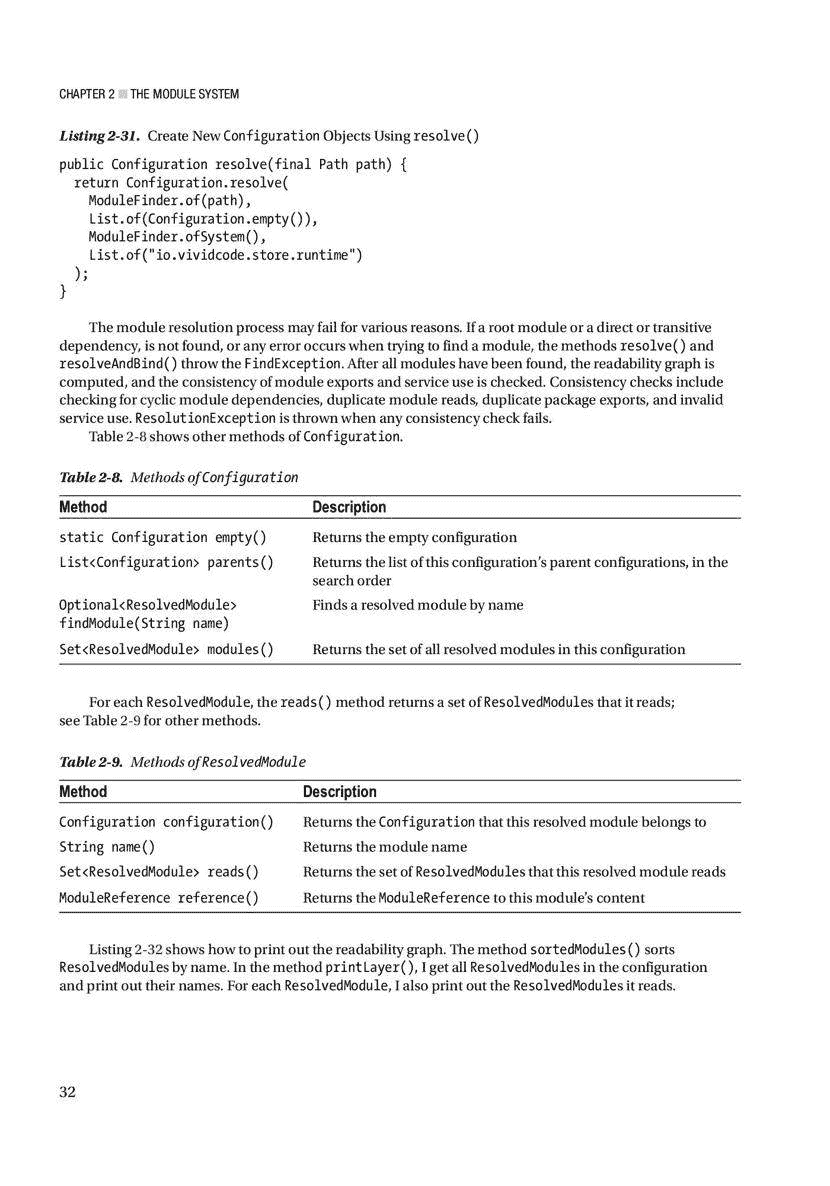 CHAPTER 2 ■ THE MODULE SYSTEM
Listing 2-31. Create New Configuration Objects Using resolve()
public Configuration resolve(final Path path) {
  return Configuration.resolve(
    ModuleFinder.of(path),
    List.of(Configuration.empty()),
    ModuleFinder.ofSystem(),
    List.of("io.vividcode.store.runtime")
  );
}
The module resolution process may fail for various reasons. If a root module or a direct or transitive
dependency, is not found, or any error occurs when trying to find a module, the methods resolve() and
resolveAndBind() throw the FindException. After all modules have been found, the readability graph is
computed, and the consistency of module exports and service use is checked. Consistency checks include
checking for cyclic module dependencies, duplicate module reads, duplicate package exports, and invalid
service use. ResolutionException is thrown when any consistency check fails.
Table 2-8 shows other methods of Configuration.
Table 2-8. Methods of Configuration
Method Description
static Configuration empty() Returns the empty configuration
List<Configuration> parents() Returns the list of this configuration's parent configurations, in the
search order
Optional<ResolvedModule> Finds a resolved module by name
findModule(String name)
Set<ResolvedModule> modules() Returns the set of all resolved modules in this configuration
For each ResolvedModule, the reads() method returns a set of ResolvedModules that it reads;
see Table 2-9 for other methods.
Table 2-9. Methods of ResolvedModule
Method Description
Configuration configuration() Returns the Configuration that this resolved module belongs to
String name() Returns the module name
Set<ResolvedModule> reads() Returns the set of ResolvedModules that this resolved module reads
ModuleReference reference() Returns the ModuleReference to this module's content
Listing 2-32 shows how to print out the readability graph. The method sortedModules() sorts
ResolvedModules by name. In the method printLayer(), I get all ResolvedModules in the configuration
and print out their names. For each ResolvedModule, I also print out the ResolvedModules it reads.
32